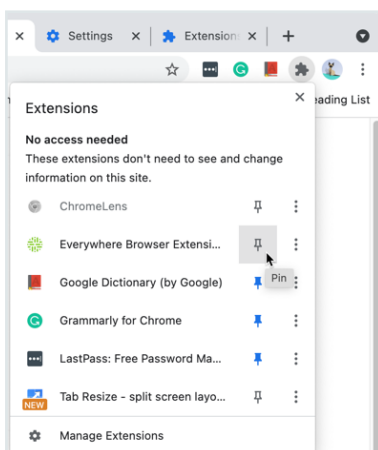 Settings
Extension
eading List
Extensions
No access needed
These extensions don't need to see and change
information on this site.
ChromeLens
Everywhere Browser Extensi...
Pin
Google Dictionary (by Google)
Grammarly for Chrome
LastPass: Free Password Ma...
Tab Resize - split screen layo...
NEW
Manage Extensions